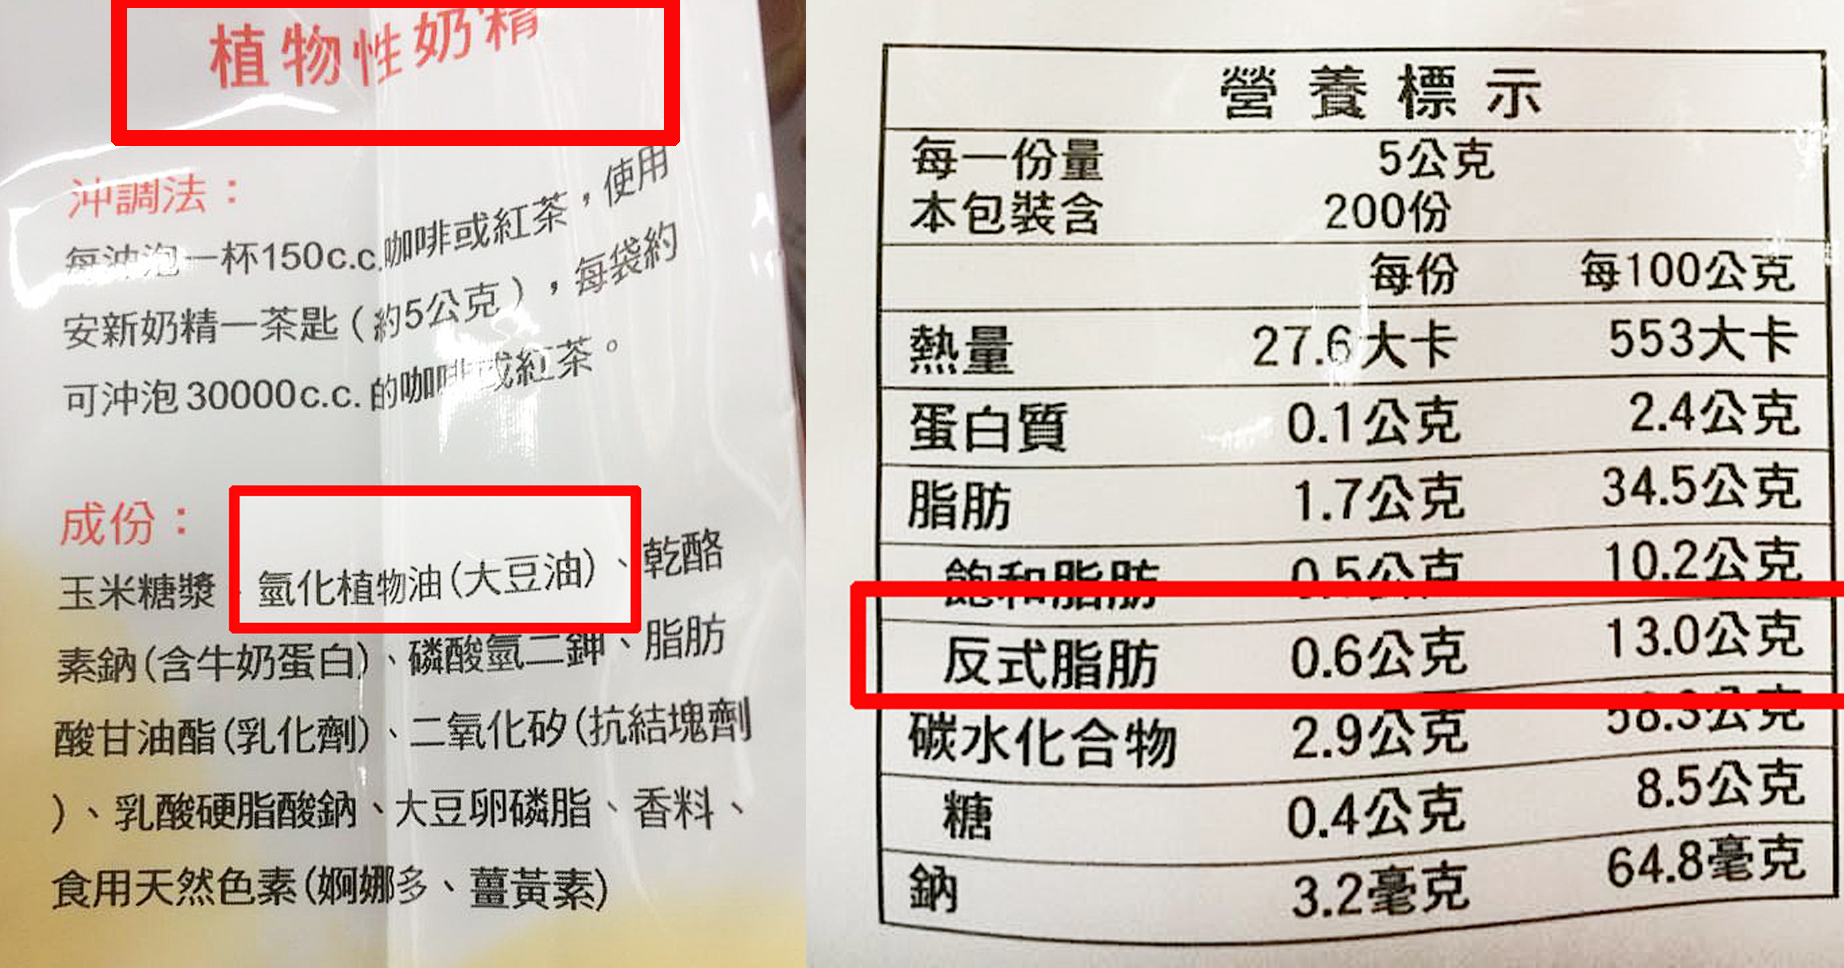 植物性奶精
沖調法：
每沖泡一杯150c.c.咖啡或紅茶，使用
安新奶精一茶匙（約5公克），每袋約
可沖泡30000c.c.的咖啡或紅茶。
成份：
玉米糖漿、氫化植物油(大豆油)、乾酪
素鈉(含牛奶蛋白)、磷酸氫二鉀、脂肪
酸甘油酯(乳化劑)、二氧化矽(抗結塊劑
)、乳酸硬脂酸鈉、大豆卵磷脂、香料、
食用天然色素(婀娜多、薑黃素)
營養標示
每一份量 5公克
本包裝含 200份
每份 每100公克
熱量 27.6大卡 553大卡
蛋白質 0.1公克 2.4公克
脂肪 1.7公克 34.5公克
飽和脂肪 0.5公克 10.2公克
反式脂肪 0.6公克 13.0公克
碳水化合物 2.9公克 58.3公克
糖 0.4公克 8.5公克
鈉 3.2毫克 64.8毫克